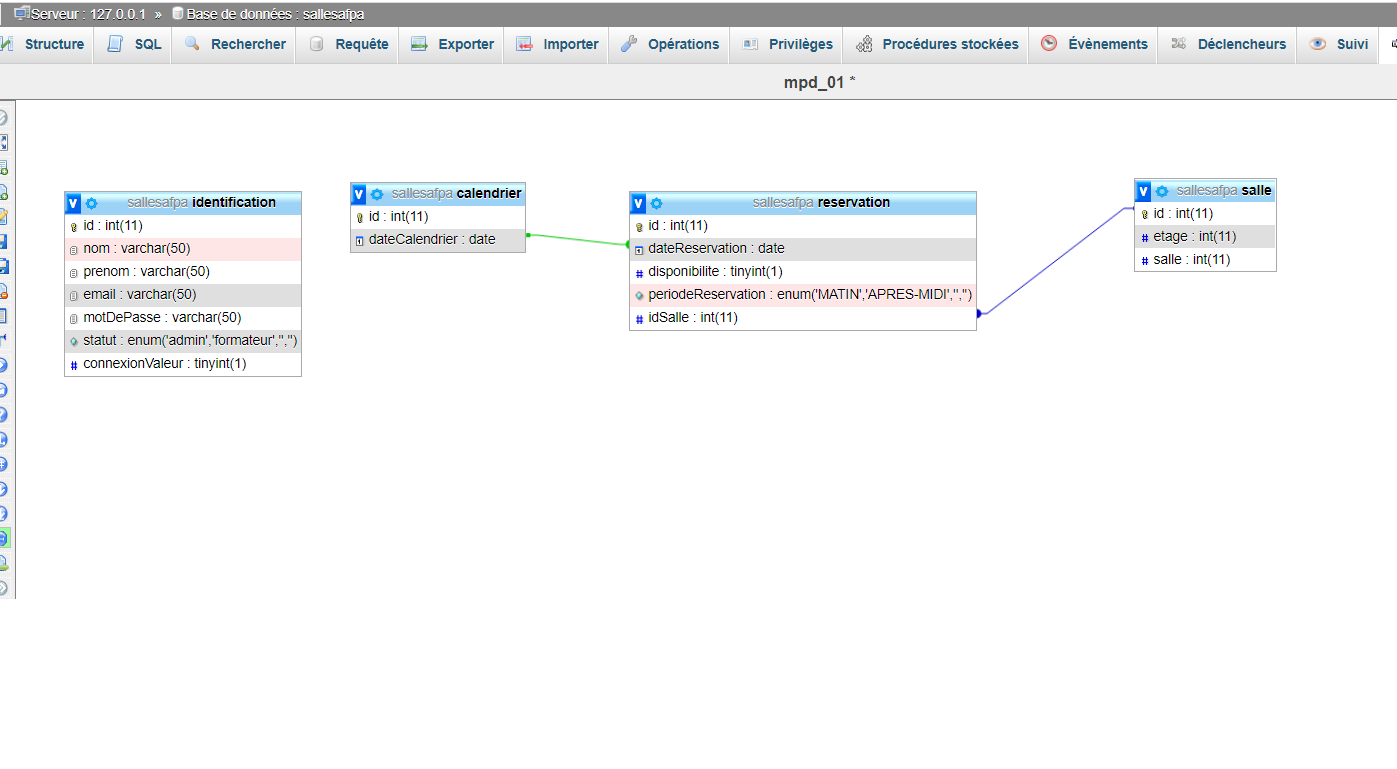 Serveur : 127.0.0.1 » Base de données : sallesafpa
Structure SQL Rechercher Requête Exporter Importer Opérations Privilèges Procédures stockées Évènements Déclencheurs Suivi
mpd_01 *
V sallesafpa identification
id : int(11)
nom : varchar(50)
prenom : varchar(50)
email : varchar(50)
motDePasse : varchar(50)
statut : enum('admin','formateur','','')
connexionValeur : tinyint(1)
V sallesafpa calendrier
id : int(11)
dateCalendrier : date
V sallesafpa reservation
id : int(11)
dateReservation : date
# disponibilite : tinyint(1)
periodeReservation : enum('MATIN','APRES-MIDI','','')
# idSalle : int(11)
V sallesafpa salle
id : int(11)
# etage : int(11)
# salle : int(11)